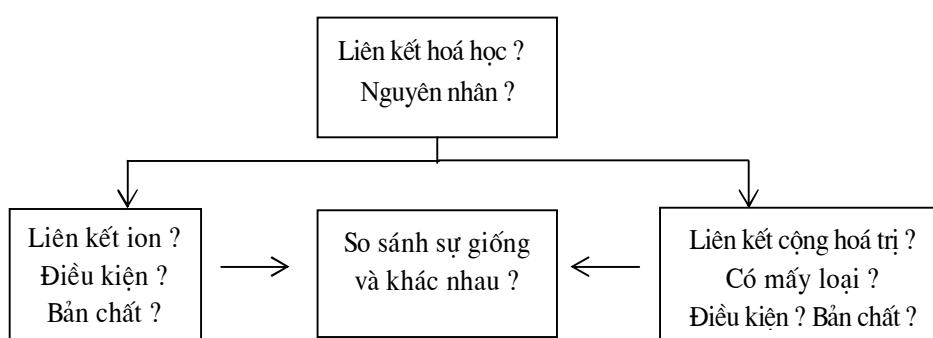 Liên kết hoá học ?
Nguyên nhân ?
Liên kết ion ?
Điều kiện ?
Bản chất ?
So sánh sự giống
và khác nhau ?
Liên kết cộng hoá trị ?
Có mấy loại ?
Điều kiện ? Bản chất ?